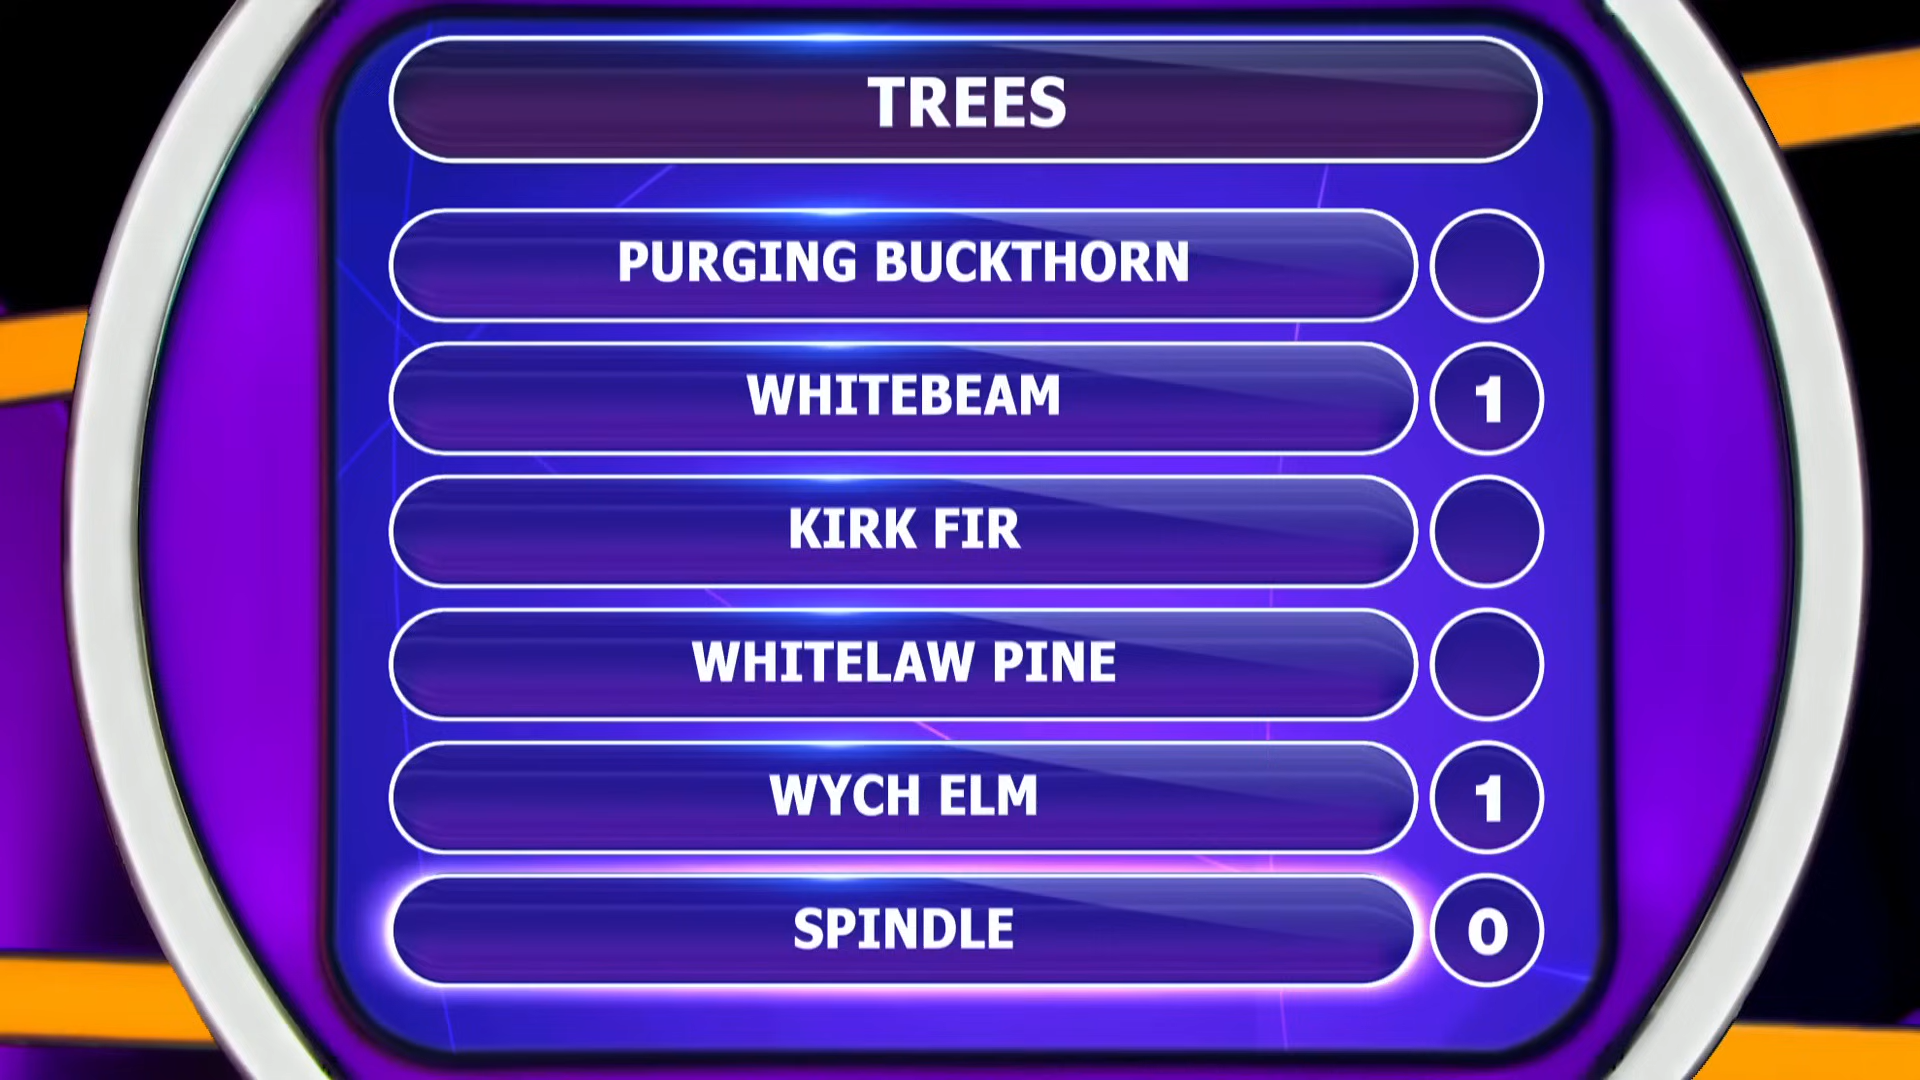 TREES
PURGING BUCKTHORN
WHITEBEAM 1
KIRK FIR
WHITELAW PINE
WYCH ELM 1
SPINDLE 0